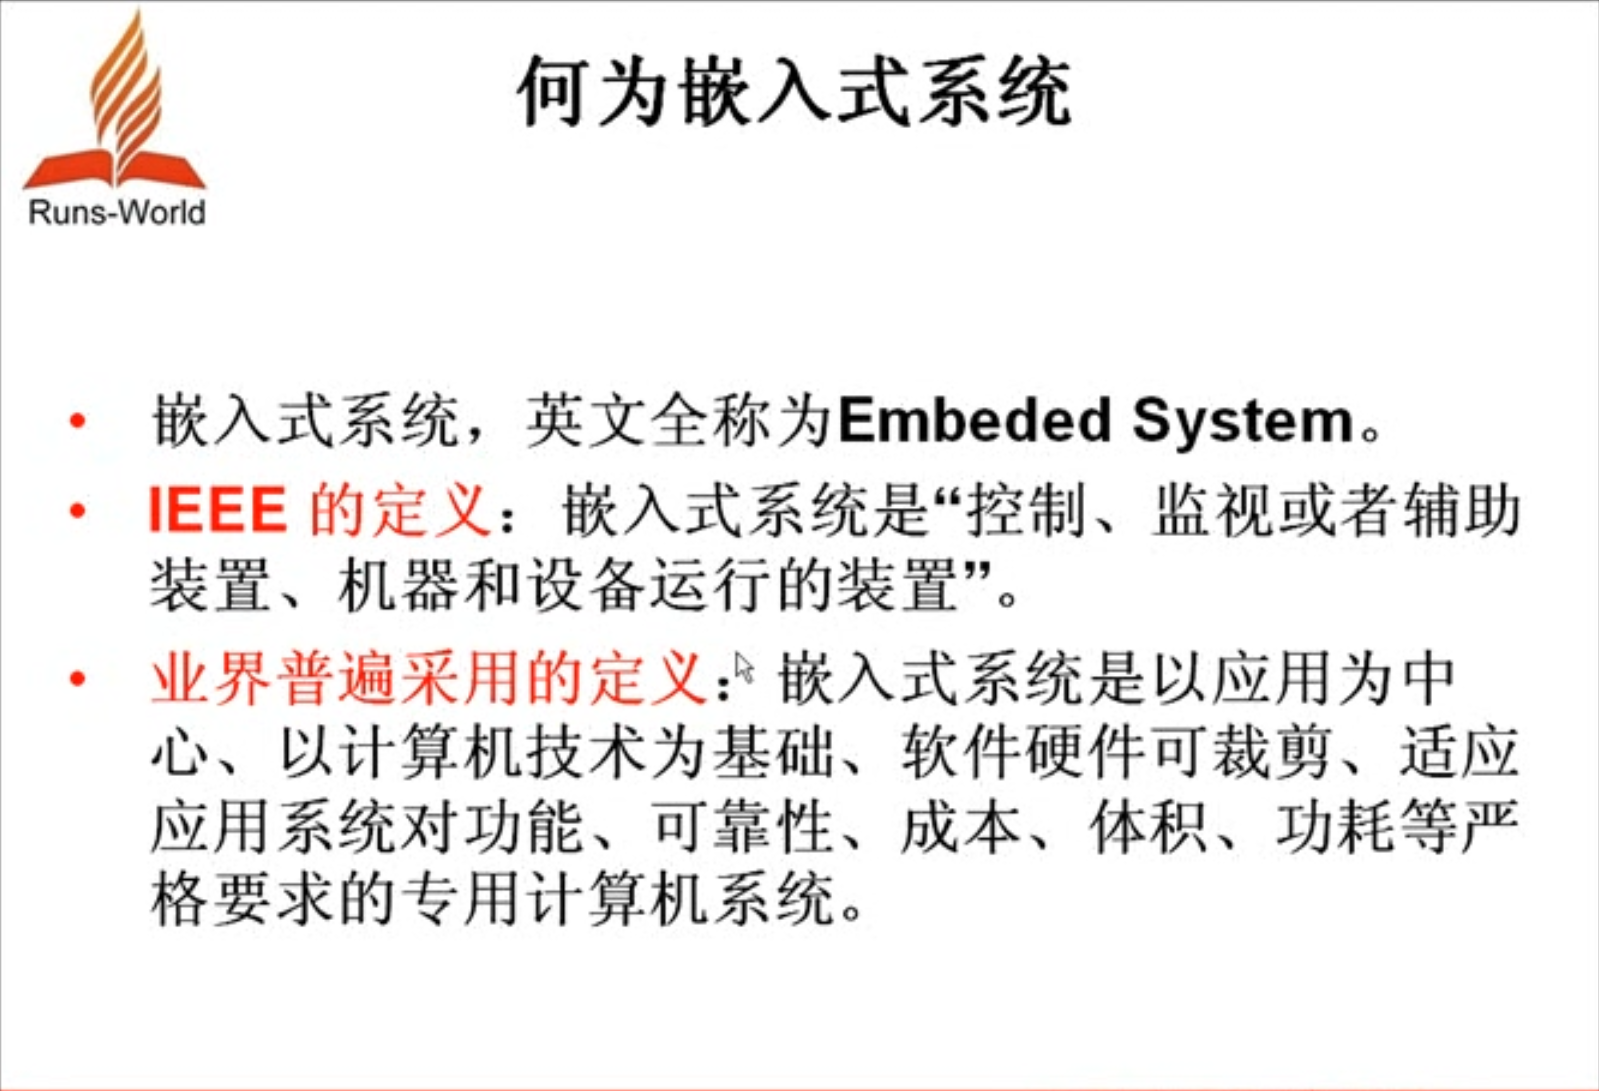 何为嵌入式系统
Runs-World
• 嵌入式系统，英文全称为Embeded System。
• IEEE 的定义：嵌入式系统是“控制、监视或者辅助
装置、机器和设备运行的装置”。
• 业界普遍采用的定义：嵌入式系统是以应用为中
心、以计算机技术为基础、软件硬件可裁剪、适应
应用系统对功能、可靠性、成本、体积、功耗等严
格要求的专用计算机系统。